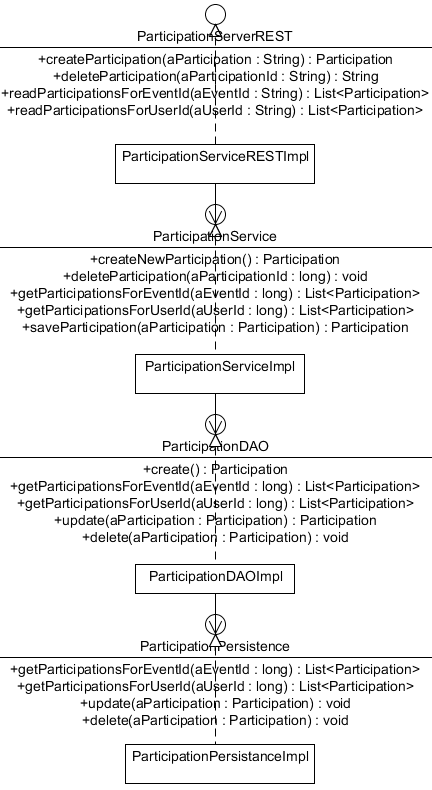 ParticipationServerREST
+createParticipation(aParticipation : String) : Participation
+deleteParticipation(aParticipationId : String) : String
+readParticipationsForEventId(aEventId : String) : List<Participation>
+readParticipationsForUserId(aUserId : String) : List<Participation>
ParticipationServiceRESTImpl
ParticipationService
+createNewParticipation() : Participation
+deleteParticipation(aParticipationId : long) : void
+getParticipationsForEventId(aEventId : long) : List<Participation>
+getParticipationsForUserId(aUserId : long) : List<Participation>
+saveParticipation(aParticipation : Participation) : Participation
ParticipationServiceImpl
ParticipationDAO
+create() : Participation
+getParticipationsForEventId(aEventId : long) : List<Participation>
+getParticipationsForUserId(aUserId : long) : List<Participation>
+update(aParticipation : Participation) : Participation
+delete(aParticipation : Participation) : void
ParticipationDAOImpl
ParticipationPersistence
+getParticipationsForEventId(aEventId : long) : List<Participation>
+getParticipationsForUserId(aUserId : long) : List<Participation>
+update(aParticipation : Participation) : void
+delete(aParticipation : Participation) : void
ParticipationPersistanceImpl